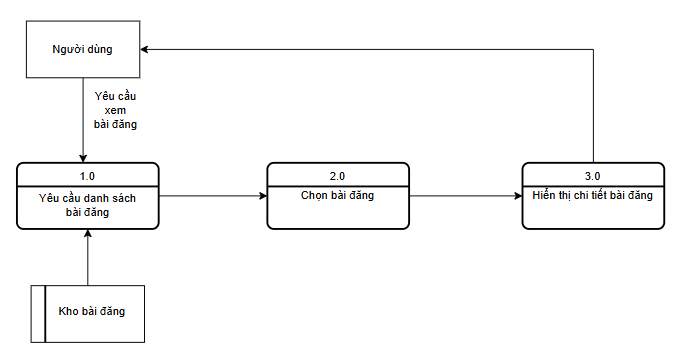 Người dùng
Yêu cầu
xem
bài đăng
1.0
Yêu cầu danh sách
bài đăng
2.0
Chọn bài đăng
3.0
Hiển thị chi tiết bài đăng
Kho bài đăng